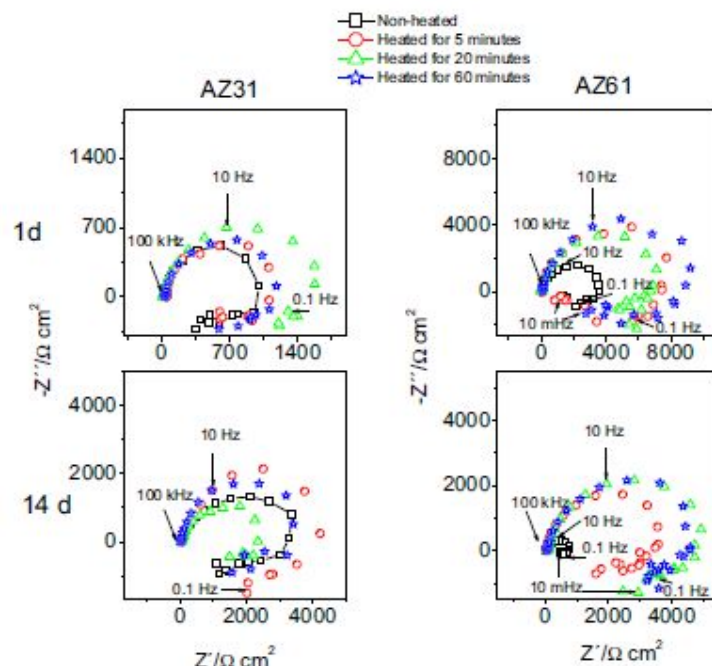 Non-heated
Heated for 5 minutes
Heated for 20 minutes
Heated for 60 minutes
AZ31
AZ61
1d
14 d
-Z´´/Ω cm²
-Z´´/Ω cm²
1400
700
0
0
700
1400
10 Hz
100 kHz
0.1 Hz
8000
4000
0
0
4000
8000
10 Hz
100 kHz
10 Hz
0.1 Hz
10 mHz
0.1 Hz
4000
2000
0
0
2000
4000
10 Hz
100 kHz
0.1 Hz
4000
2000
0
0
2000
4000
10 Hz
100 kHz
10 Hz
0.1 Hz
10 mHz
0.1 Hz
Z´/Ω cm²
Z´/Ω cm²